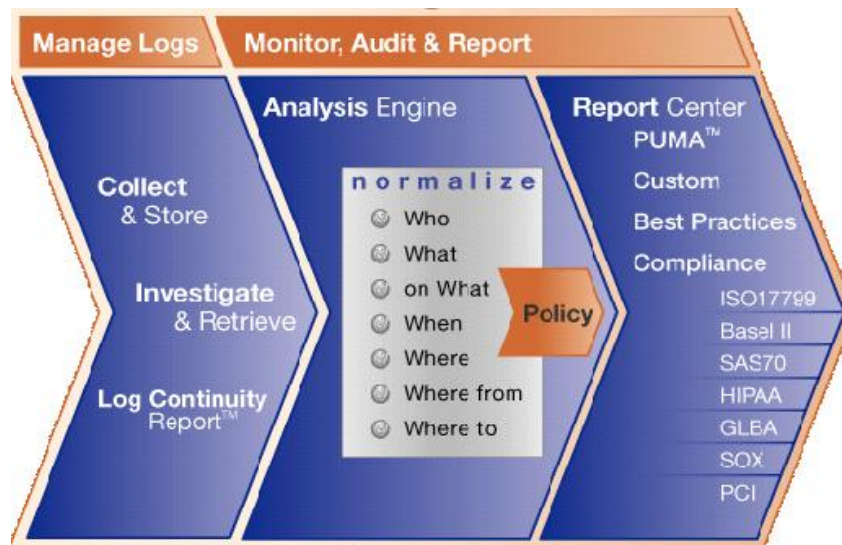 Manage Logs
Monitor, Audit & Report
Collect
& Store
Investigate
& Retrieve
Log Continuity
Report™
Analysis Engine
normalize
Who
What
on What
When
Where
Where from
Where to
Policy
Report Center
PUMA™
Custom
Best Practices
Compliance
ISO17799
Basel II
SAS70
HIPAA
GLBA
SOX
PCI